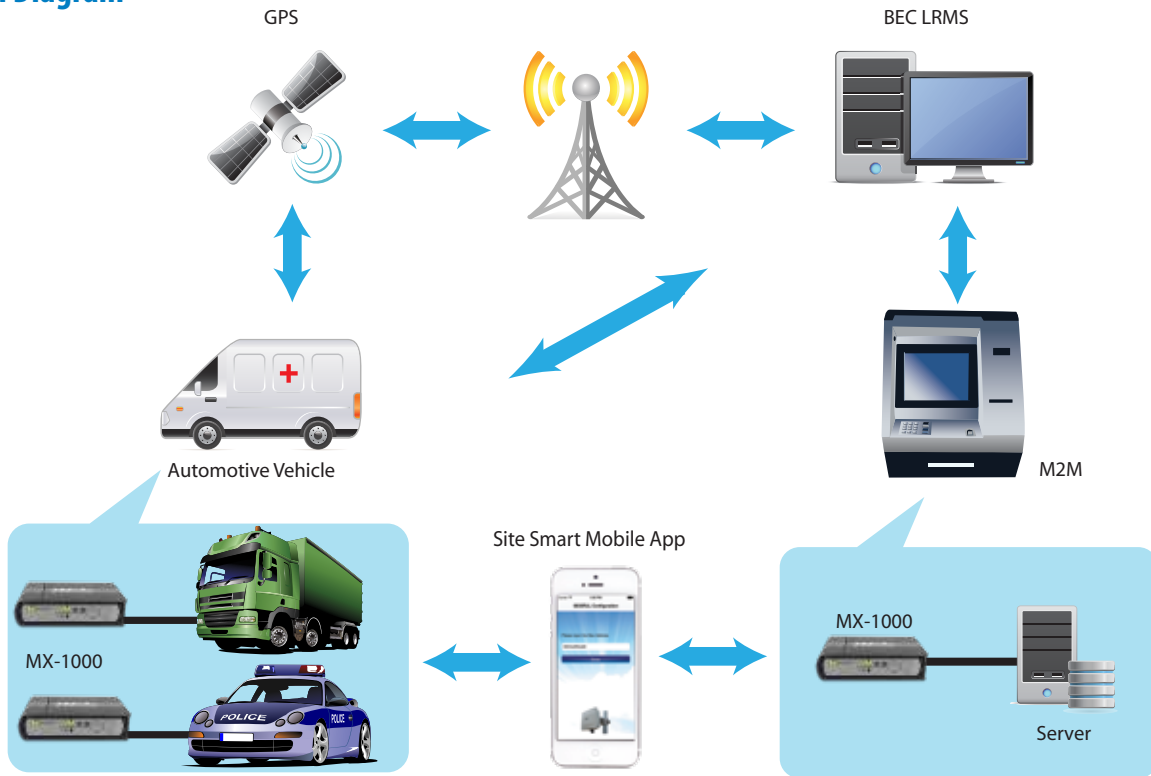 Diagram
GPS
BEC LRMS
Automotive Vehicle
M2M
Site Smart Mobile App
MX-1000
POLICE
POLICE
MX-1000
Server